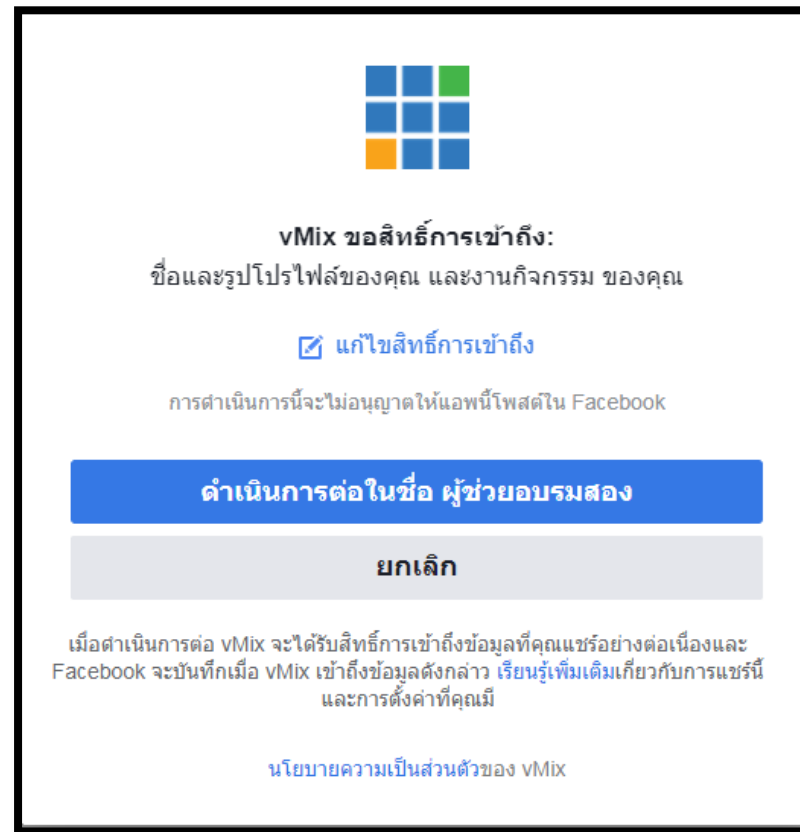 vMix ขอสิทธิ์การเข้าถึง:
ชื่อและรูปโปรไฟล์ของคุณ และงานกิจกรรม ของคุณ
แก้ไขสิทธิ์การเข้าถึง
การดำเนินการนี้จะไม่อนุญาตให้แอพนี้โพสต์ใน Facebook
ดำเนินการต่อในชื่อ ผู้ช่วยอบรมสอง
ยกเลิก
เมื่อดำเนินการต่อ vMix จะได้รับสิทธิ์การเข้าถึงข้อมูลที่คุณแชร์อย่างต่อเนื่องและ
Facebook จะบันทึกเมื่อ vMix เข้าถึงข้อมูลดังกล่าว เรียนรู้เพิ่มเติมเกี่ยวกับการแชร์นี้
และการตั้งค่าที่คุณมี
นโยบายความเป็นส่วนตัวของ vMix